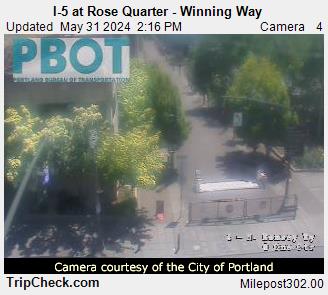 I-5 at Rose Quarter - Winning Way
Updated May 31 2024 2:16 PM Camera 4
PBOT
PORTLAND BUREAU OF TRANSPORTATION
Camera courtesy of the City of Portland
TripCheck.com Milepost302.00